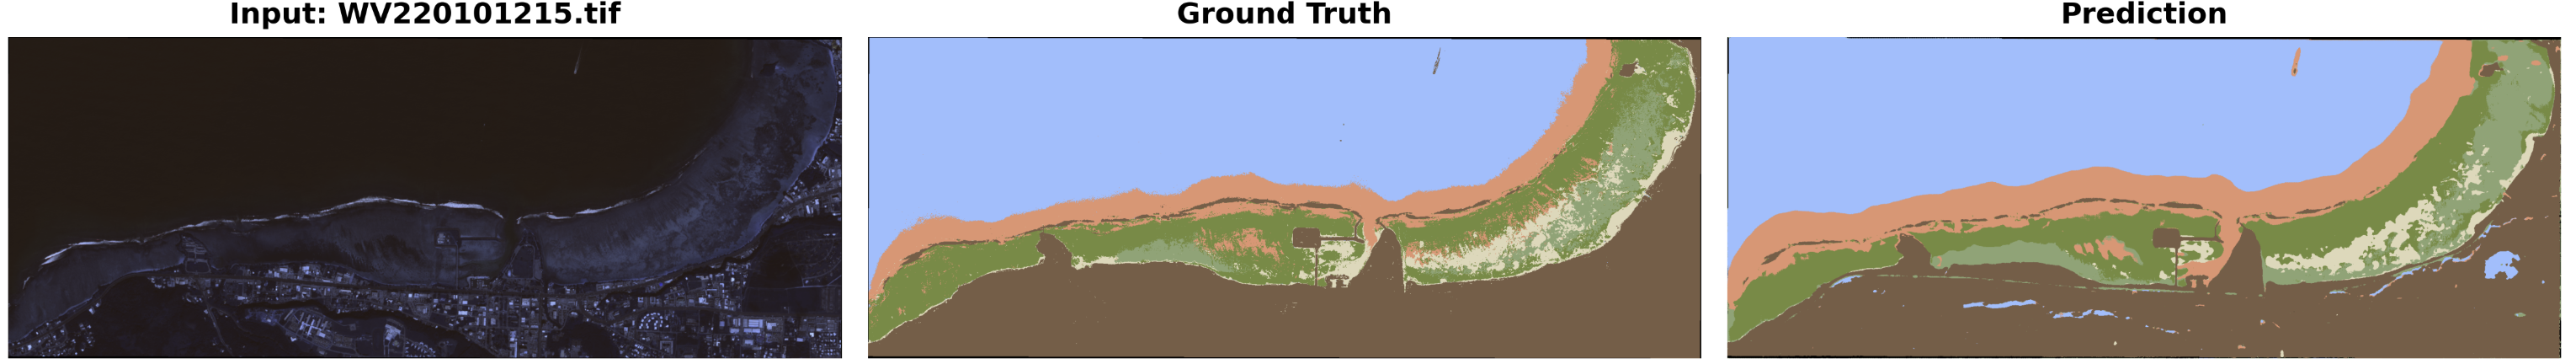 Input: WV220101215.tif
Ground Truth
Prediction